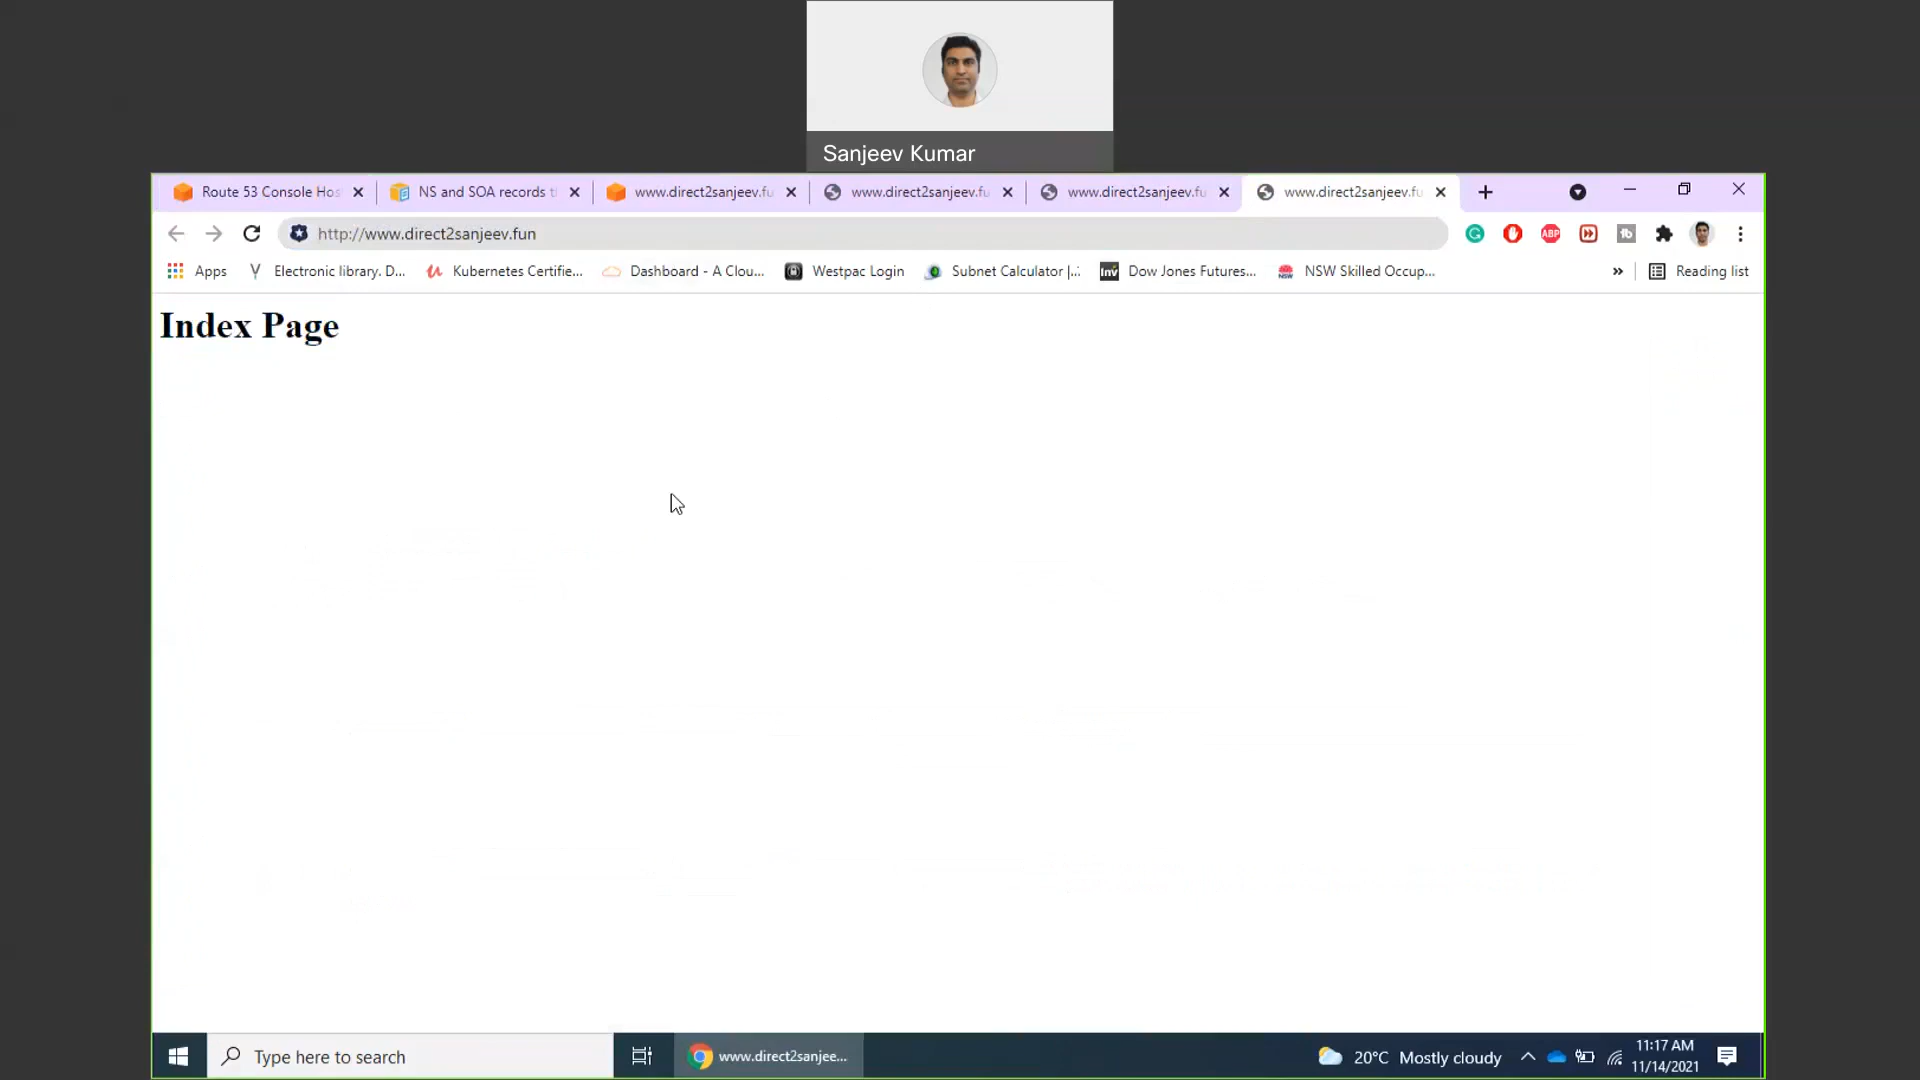 Sanjeev Kumar
Route 53 Console Hos
NS and SOA records t
www.direct2sanjeev.fu
www.direct2sanjeev.fu
www.direct2sanjeev.fu
www.direct2sanjeev.fu
http://www.direct2sanjeev.fun
ABP
Apps
Electronic library. D...
Kubernetes Certifie...
Dashboard - A Clou...
Westpac Login
Subnet Calculator |...
Inv
Dow Jones Futures...
NSW
NSW Skilled Occup...
»
Reading list
Index Page
Type here to search
www.direct2sanjee...
20°C Mostly cloudy
11:17 AM
11/14/2021